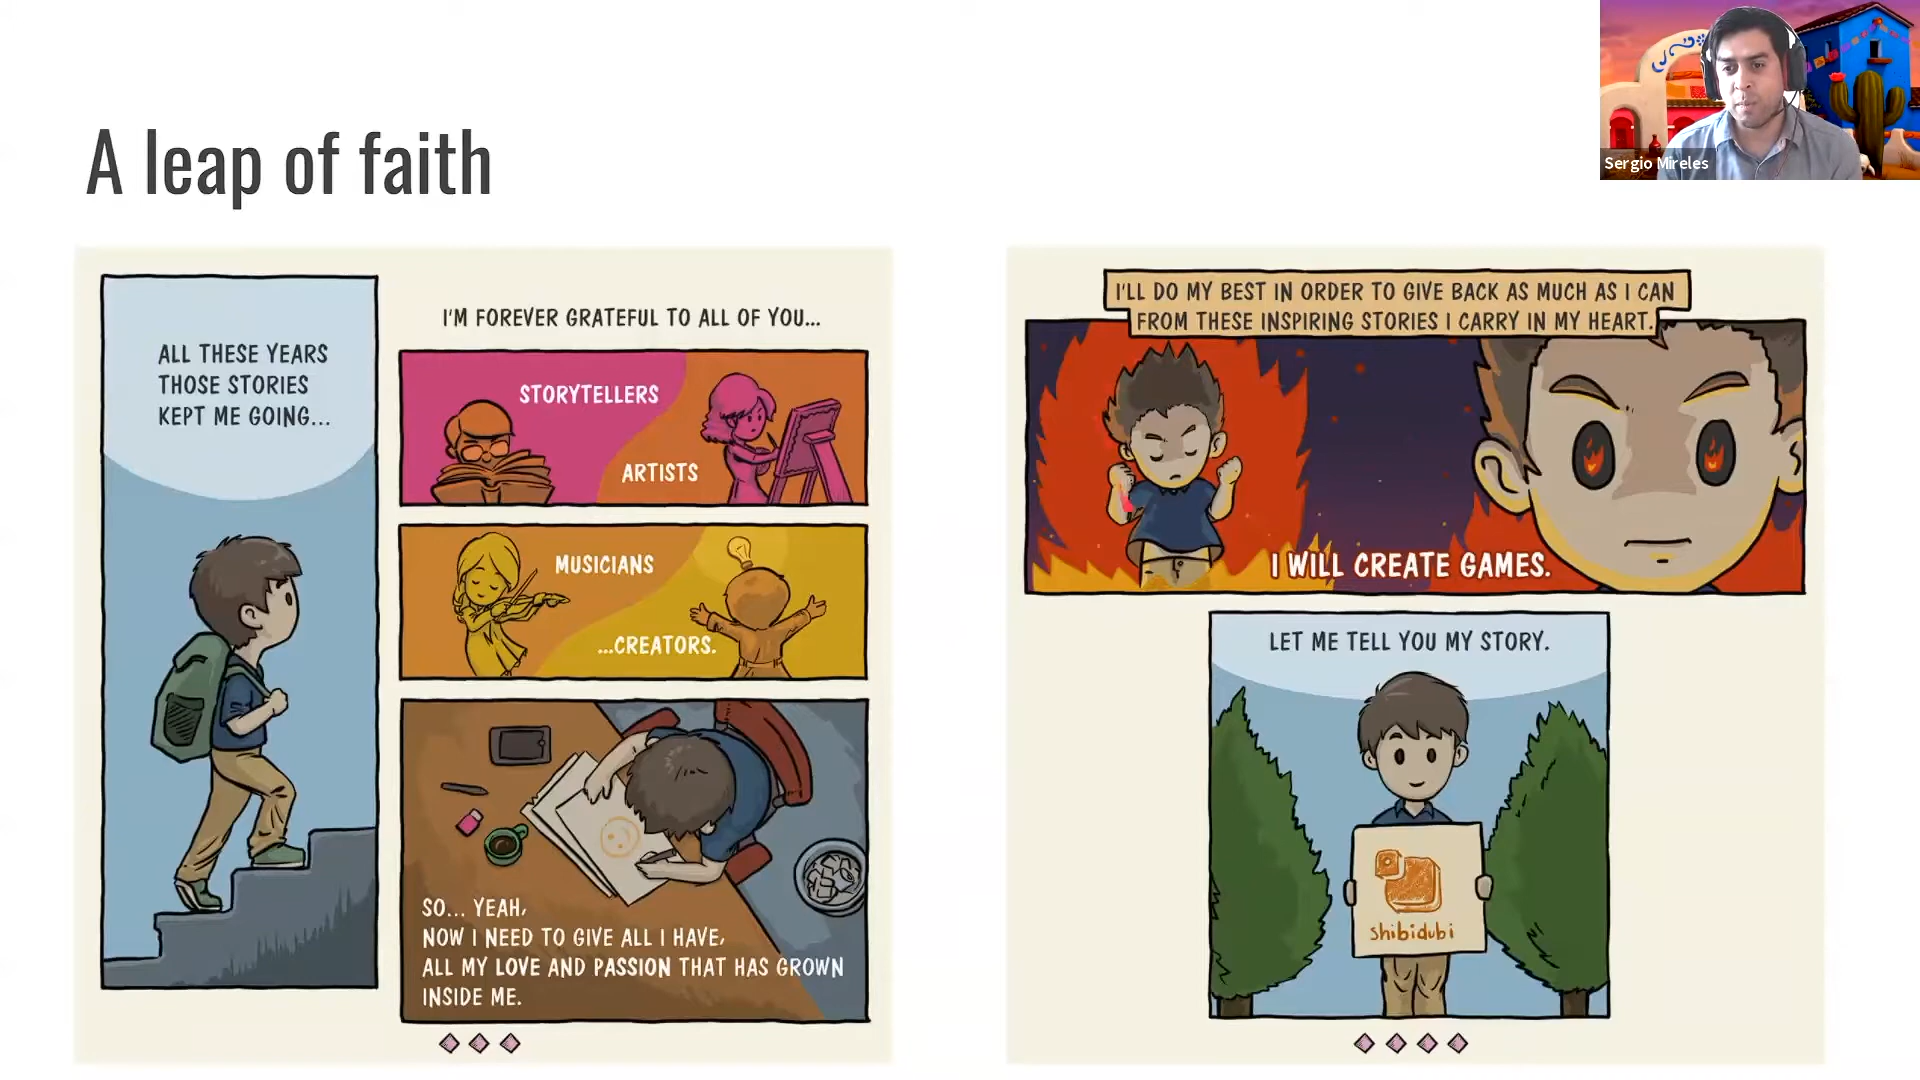 A leap of faith
Sergio Mireles
ALL THESE YEARS
THOSE STORIES
KEPT ME GOING...
I'M FOREVER GRATEFUL TO ALL OF YOU...
STORYTELLERS
ARTISTS
MUSICIANS
...CREATORS.
SO... YEAH,
NOW I NEED TO GIVE ALL I HAVE,
ALL MY LOVE AND PASSION THAT HAS GROWN
INSIDE ME.
I'LL DO MY BEST IN ORDER TO GIVE BACK AS MUCH AS I CAN
FROM THESE INSPIRING STORIES I CARRY IN MY HEART.
I WILL CREATE GAMES.
LET ME TELL YOU MY STORY.
shibidubi